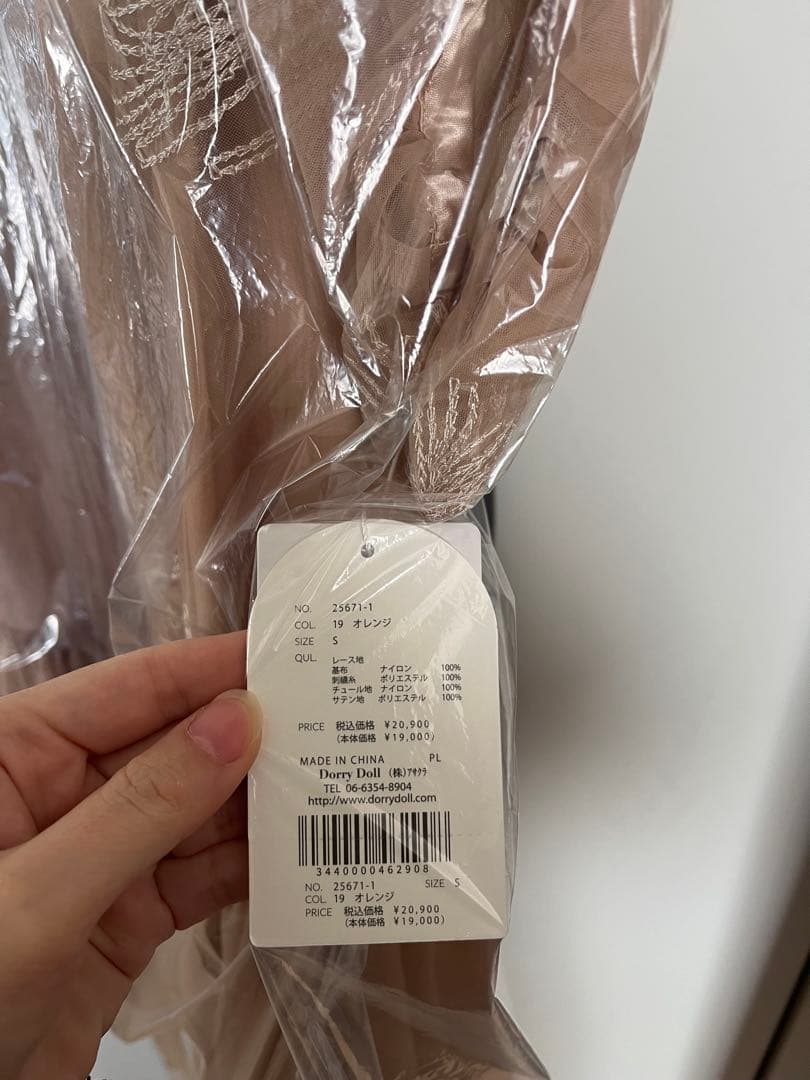 NO. 25671-1
COL. 19 オレンジ
SIZE S
QUL. レース地
基布 ナイロン 100%
刺繍糸 ポリエステル 100%
チュール地 ナイロン 100%
サテン地 ポリエステル 100%
PRICE 税込価格 ¥20,900
(本体価格 ¥19,000)
MADE IN CHINA PL
Dorry Doll (株)アサクラ
TEL 06-6354-8904
http://www.dorrydoll.com
3440000462908
NO. 25671-1 SIZE S
COL. 19 オレンジ
PRICE 税込価格 ¥20,900
(本体価格 ¥19,000)